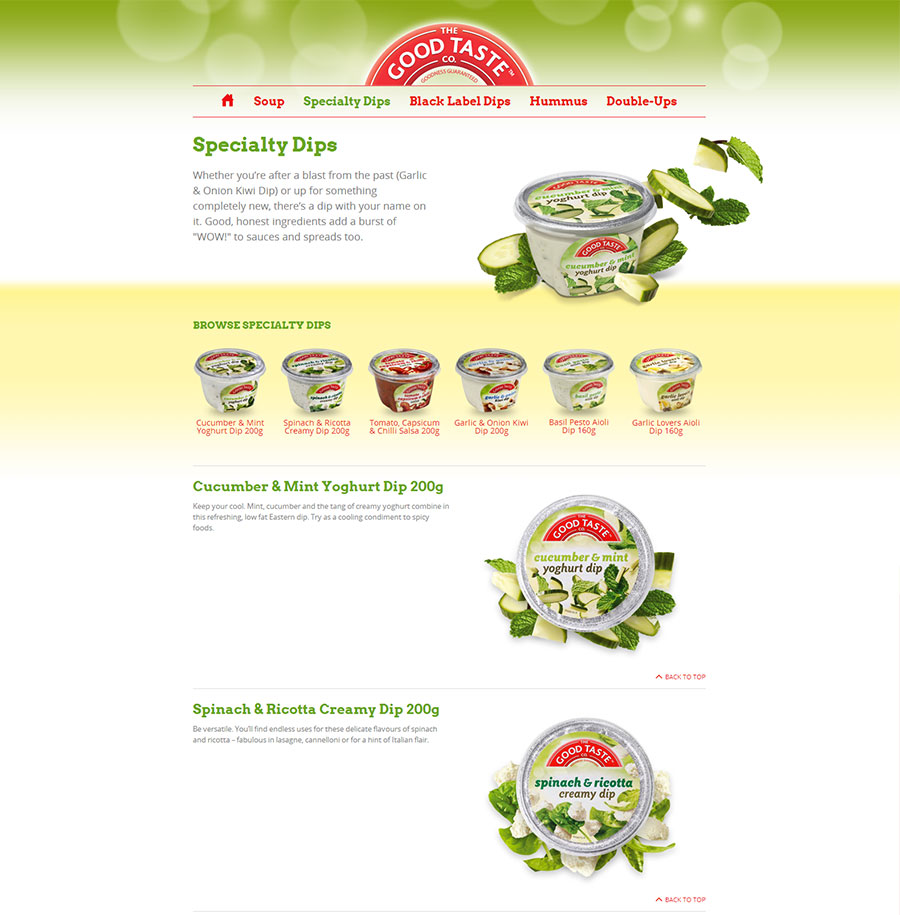 THE
GOOD TASTE™
CO.
GOODNESS GUARANTEED
Soup Specialty Dips Black Label Dips Hummus Double-Ups
Specialty Dips
Whether you’re after a blast from the past (Garlic
& Onion Kiwi Dip) or up for something
completely new, there’s a dip with your name on
it. Good, honest ingredients add a burst of
"WOW!" to sauces and spreads too.
GOOD TASTE
cucumber & mint
yoghurt dip
GOOD TASTE
cucumber & mint
yoghurt dip
BROWSE SPECIALTY DIPS
Cucumber & Mint
Yoghurt Dip 200g
Spinach & Ricotta
Creamy Dip 200g
Tomato, Capsicum
& Chilli Salsa 200g
Garlic & Onion Kiwi
Dip 200g
Basil Pesto Aioli
Dip 160g
Garlic Lovers Aioli
Dip 160g
Cucumber & Mint Yoghurt Dip 200g
Keep your cool. Mint, cucumber and the tang of creamy yoghurt combine in
this refreshing, low fat Eastern dip. Try as a cooling condiment to spicy
foods.
THE
GOOD TASTE
CO.
cucumber & mint
yoghurt dip
BACK TO TOP
Spinach & Ricotta Creamy Dip 200g
Be versatile. You’ll find endless uses for these delicate flavours of spinach
and ricotta – fabulous in lasagne, cannelloni or for a hint of Italian flair.
THE
GOOD TASTE
CO.
spinach & ricotta
creamy dip
BACK TO TOP